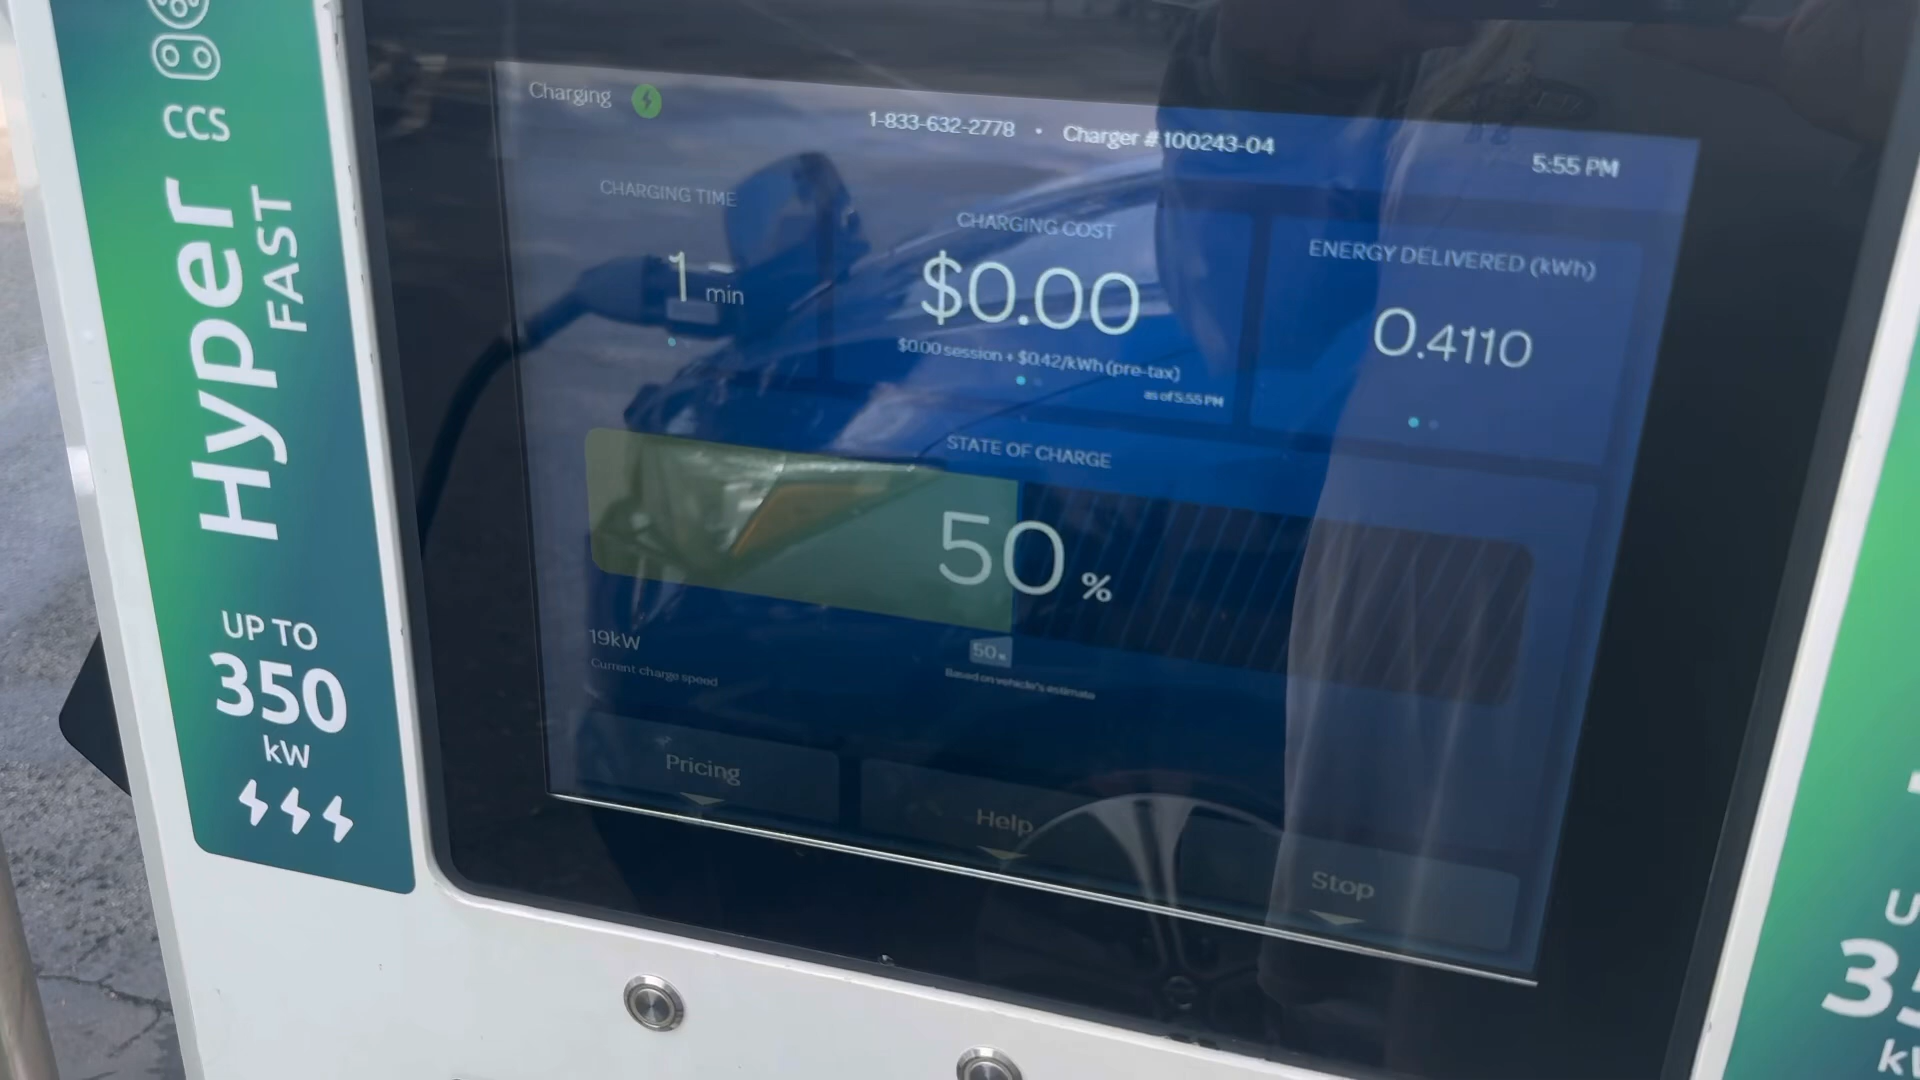 CCS
Hyper
FAST
UP TO
350
kW
Charging
1-833-632-2778 • Charger # 100243-04
5:55 PM
CHARGING TIME
1 min
CHARGING COST
$0.00
$0.00 session + $0.42/kWh (pre-tax)
as of 5:55 PM
ENERGY DELIVERED (kWh)
0.4110
STATE OF CHARGE
50 %
19kW
Current charge speed
50%
Based on vehicle's estimate
Pricing
Help
Stop